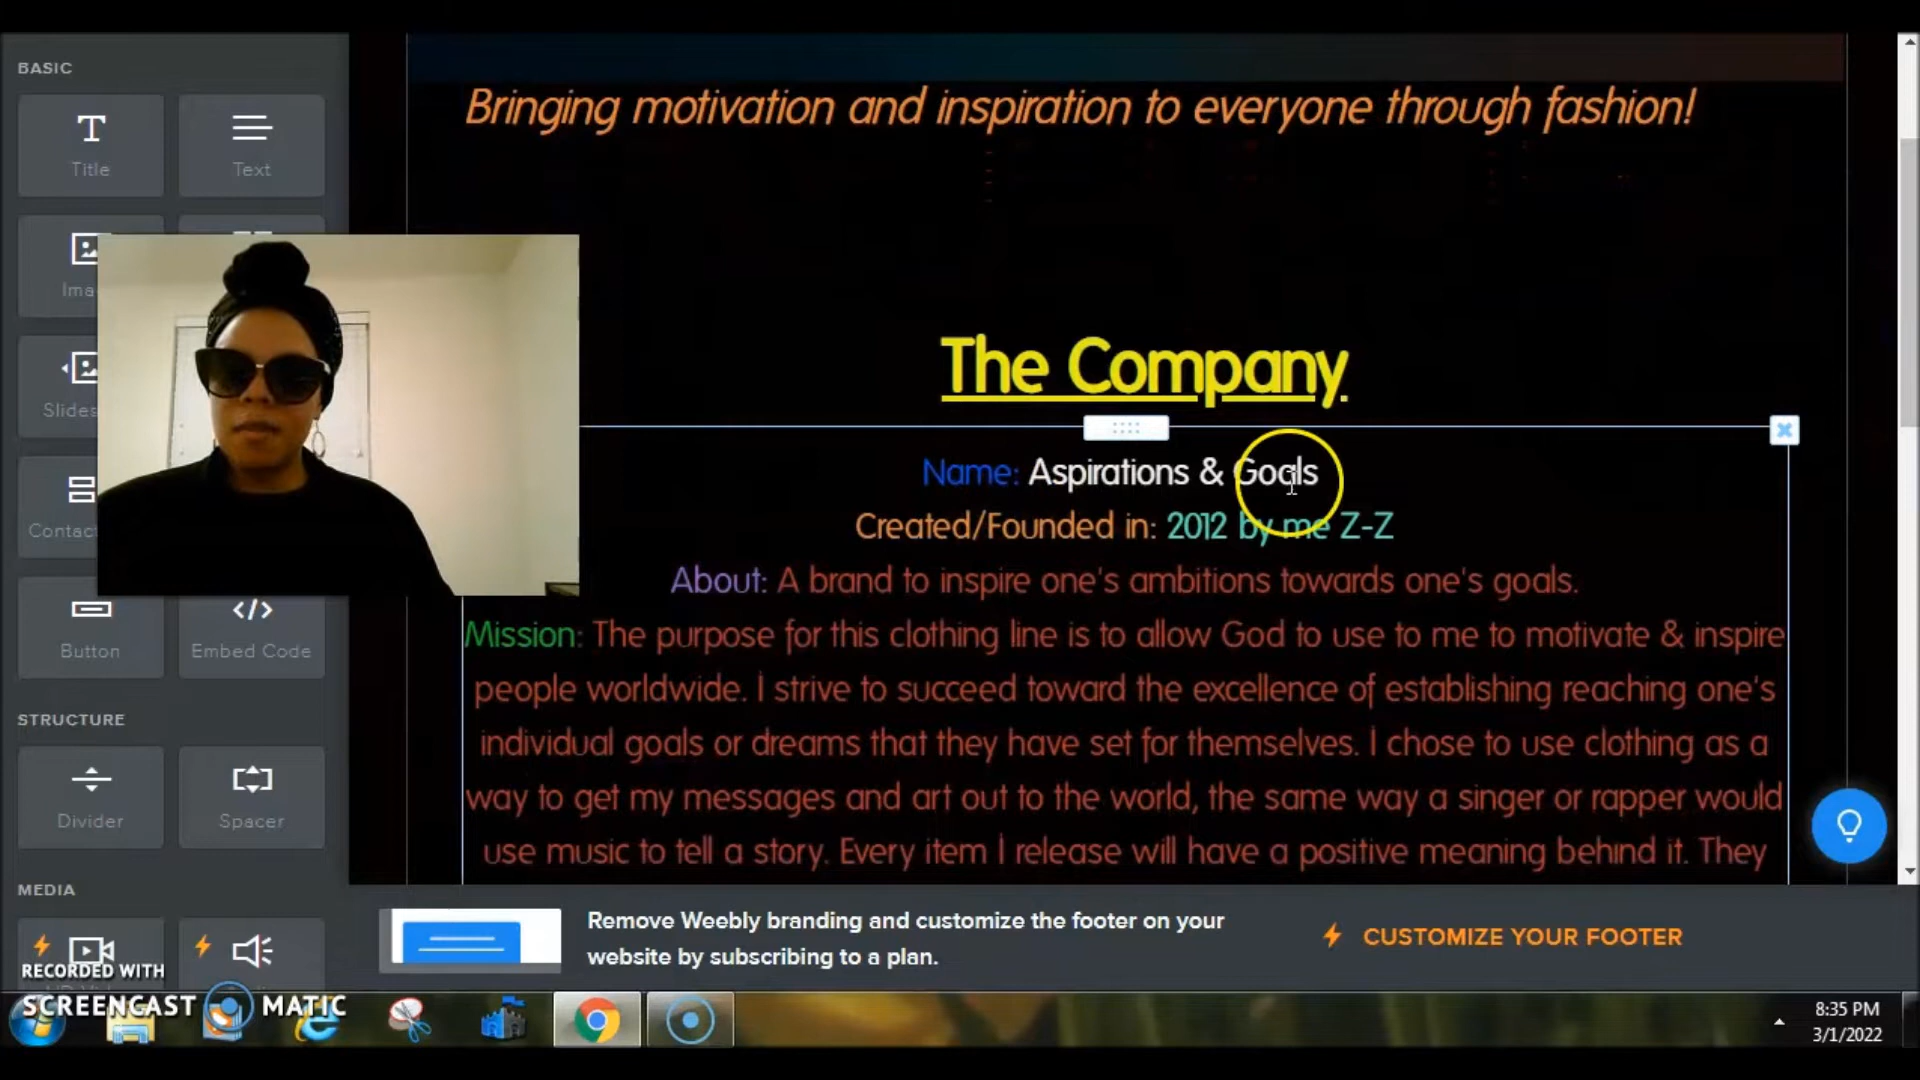 BASIC
Title
Text
Bringing motivation and inspiration to everyone through fashion!
The Company
Name: Aspirations & Goals
Created/Founded in: 2012 by me Z-Z
About: A brand to inspire one's ambitions towards one's goals.
Mission: The purpose for this clothing line is to allow God to use to me to motivate & inspire
people worldwide. I strive to succeed toward the excellence of establishing reaching one's
individual goals or dreams that they have set for themselves. I chose to use clothing as a
way to get my messages and art out to the world, the same way a singer or rapper would
use music to tell a story. Every item I release will have a positive meaning behind it. They
Ima
Slides
Contac
Button
Embed Code
STRUCTURE
Divider
Spacer
MEDIA
Remove Weebly branding and customize the footer on your
website by subscribing to a plan.
CUSTOMIZE YOUR FOOTER
RECORDED WITH
SCREENCAST MATIC
8:35 PM
3/1/2022